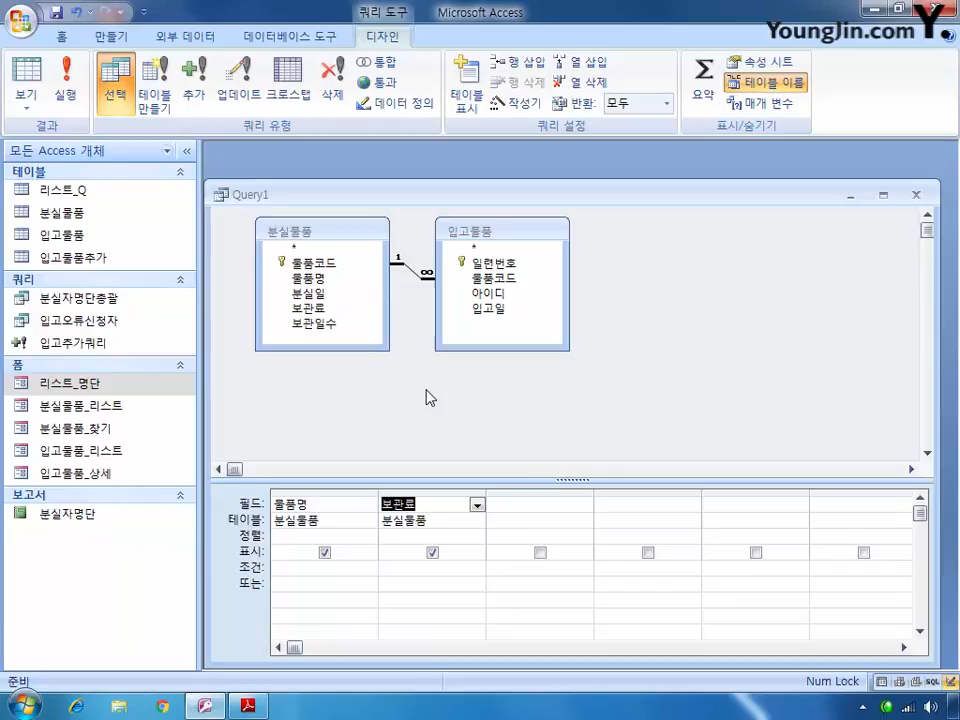 쿼리 도구
Microsoft Access
YoungJin.com Y.
홈
만들기
외부 데이터
데이터베이스 도구
디자인
보기
실행
선택
테이블
만들기
추가
업데이트
크로스탭
삭제
통합
통과
데이터 정의
테이블
표시
행 삽입
행 삭제
작성기
열 삽입
열 삭제
반환: 모두
요약
속성 시트
테이블 이름
매개 변수
결과
쿼리 유형
쿼리 설정
표시/숨기기
모든 Access 개체
테이블
리스트_Q
분실물품
입고물품
입고물품추가
쿼리
분실자명단총괄
입고오류신청자
입고추가쿼리
폼
리스트_명단
분실물품_리스트
분실물품_찾기
입고물품_리스트
입고물품_상세
보고서
분실자명단
Query1
분실물품
*
물품코드
물품명
분실일
보관료
보관일수
1
∞
입고물품
*
일련번호
물품코드
아이디
입고일
필드: 물품명 보관료
테이블: 분실물품 분실물품
정렬:
표시:
조건:
또는:
준비
Num Lock
SQL